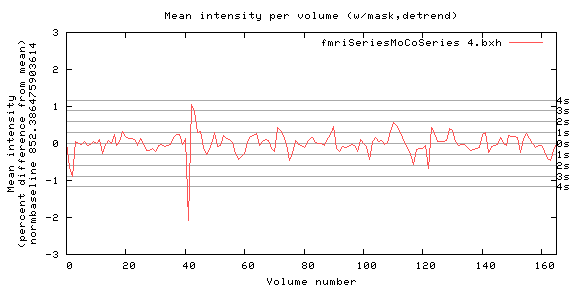 Mean intensity per volume (w/mask,detrend)
Mean intensity
(percent difference from mean)
normbaseline 852.386475903614
fmriSeriesMoCoSeries 4.bxh
3
2
1
0
-1
-2
-3
4s
3s
2s
1s
0s
1s
2s
3s
4s
0 20 40 60 80 100 120 140 160
Volume number